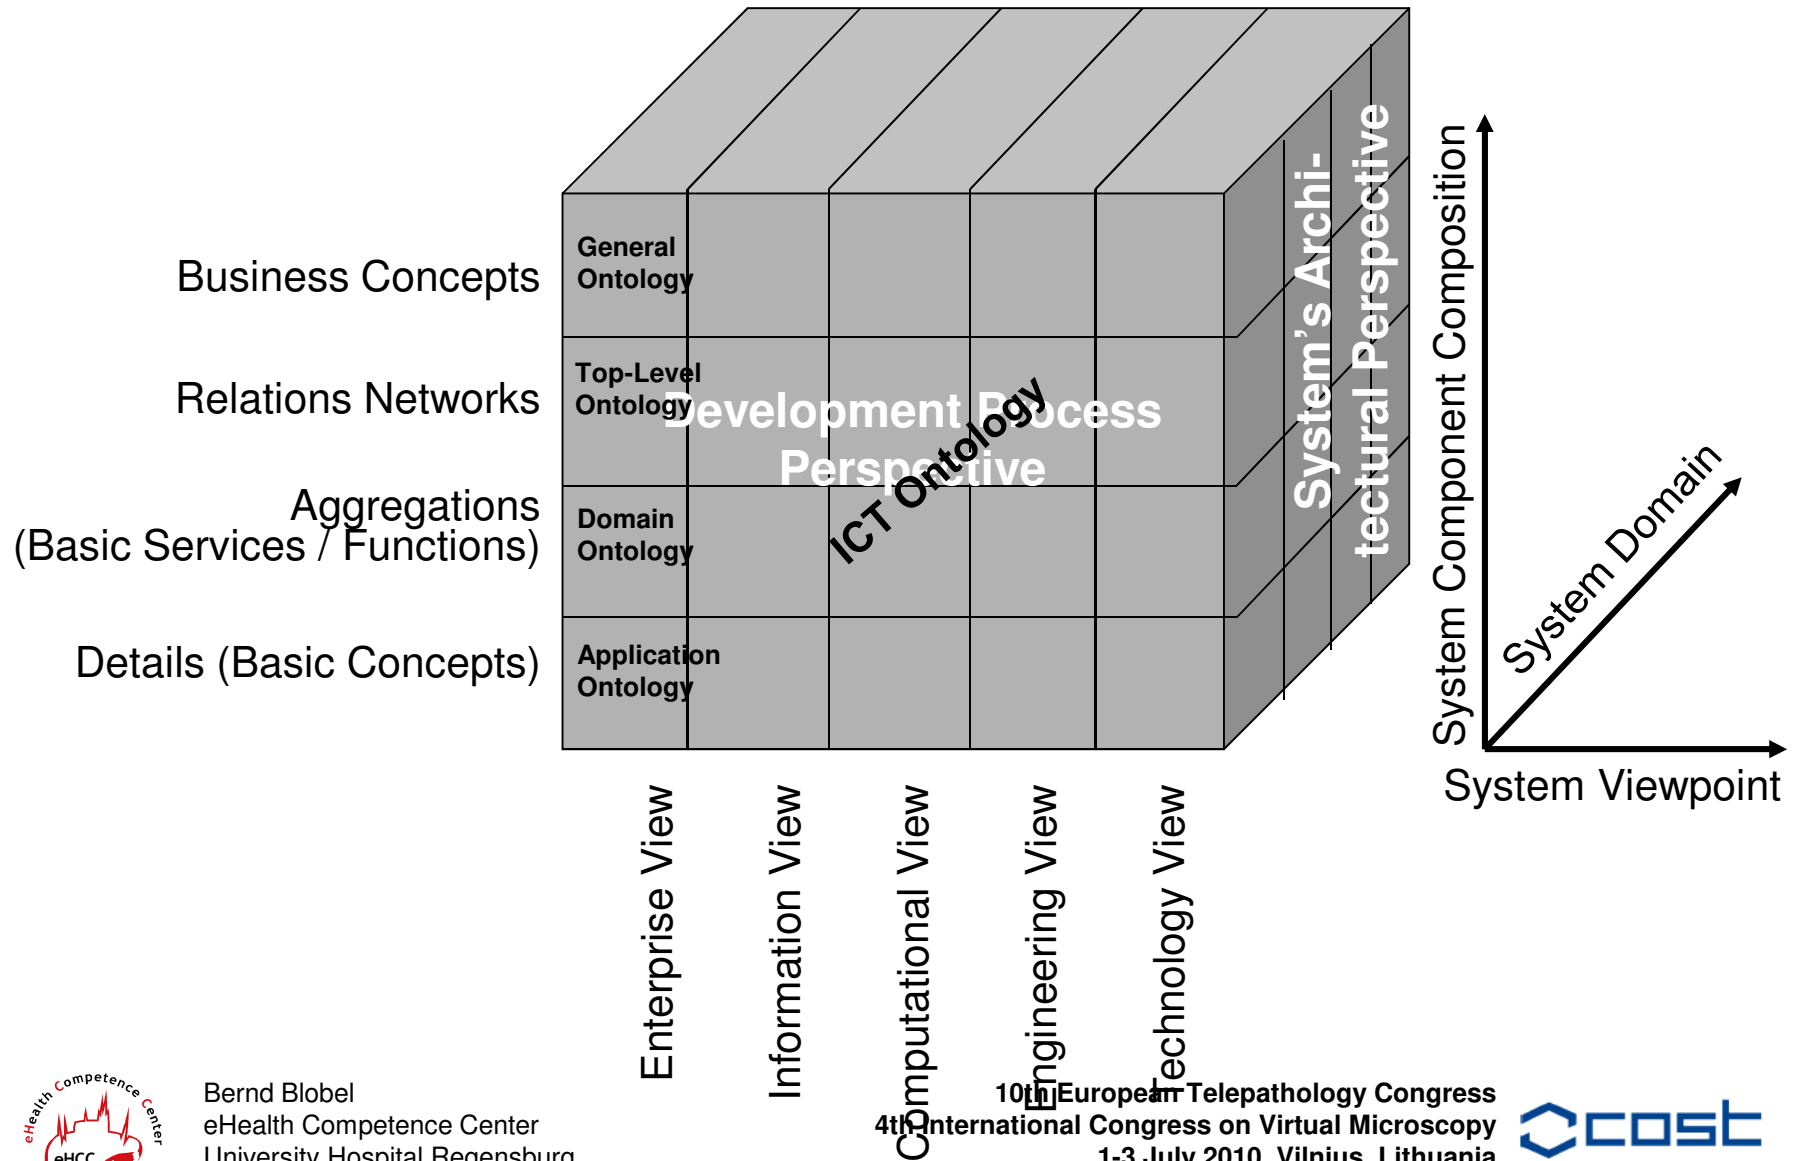 Business Concepts
Relations Networks
Aggregations
(Basic Services / Functions)
Details (Basic Concepts)
General
Ontology
Top-Level
Ontology
Domain
Ontology
Application
Ontology
Development Process
Perspective
ICT Ontology
System’s Archi-
tectural Perspective
System Component Composition
System Domain
System Viewpoint
Enterprise View
Information View
Computational View
Engineering View
Technology View
eHealth Competence Center
eHCC
Bernd Blobel
eHealth Competence Center
University Hospital Regensburg
10th European Telepathology Congress
4th International Congress on Virtual Microscopy
1-3 July 2010, Vilnius, Lithuania
cost